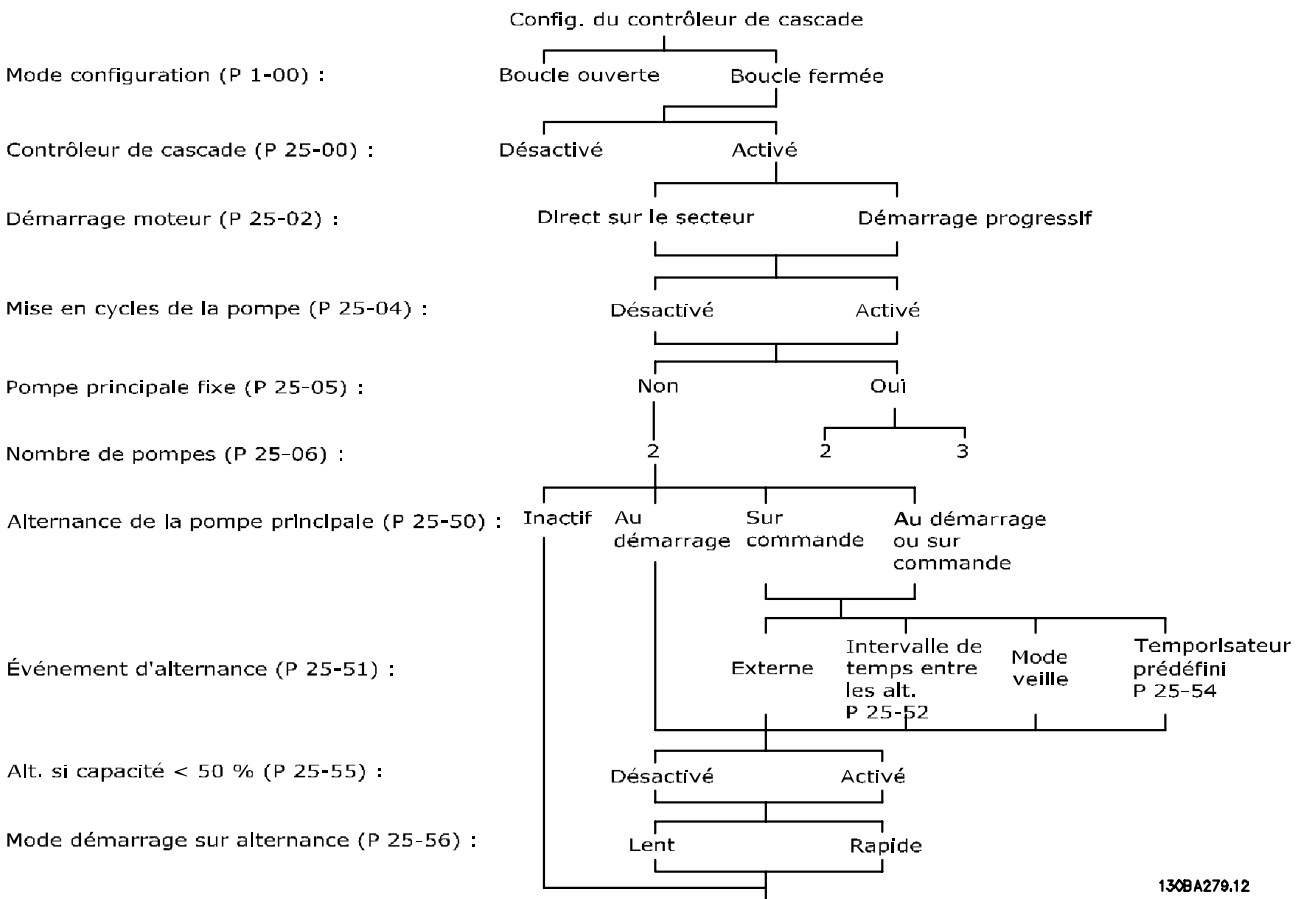 Config. du contrôleur de cascade
Mode configuration (P 1-00) :
Boucle ouverte
Boucle fermée
Contrôleur de cascade (P 25-00) :
Désactivé
Activé
Démarrage moteur (P 25-02) :
Direct sur le secteur
Démarrage progressif
Mise en cycles de la pompe (P 25-04) :
Désactivé
Activé
Pompe principale fixe (P 25-05) :
Non
Oui
Nombre de pompes (P 25-06) :
2
2
3
Alternance de la pompe principale (P 25-50) :
Inactif
Au
démarrage
Sur
commande
Au démarrage
ou sur
commande
Événement d'alternance (P 25-51) :
Externe
Intervalle de
temps entre
les alt.
P 25-52
Mode
veille
Temporisateur
prédéfini
P 25-54
Alt. si capacité < 50 % (P 25-55) :
Désactivé
Activé
Mode démarrage sur alternance (P 25-56) :
Lent
Rapide
130BA279.12